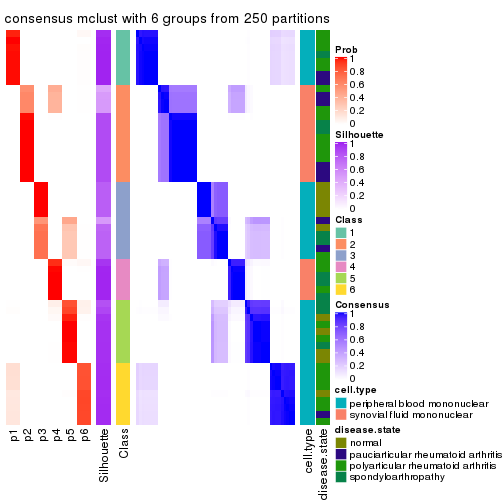 consensus mclust with 6 groups from 250 partitions
Prob
1
0.8
0.6
0.4
0.2
0
Silhouette
1
0.8
0.6
0.4
0.2
0
Class
1
2
3
4
5
6
Consensus
1
0.8
0.6
0.4
0.2
0
cell.type
peripheral blood mononuclear
synovial fluid mononuclear
disease.state
normal
pauciarticular rheumatoid arthritis
polyarticular rheumatoid arthritis
spondyloarthropathy
p1
p2
p3
p4
p5
p6
Silhouette
Class
cell.type
disease.state